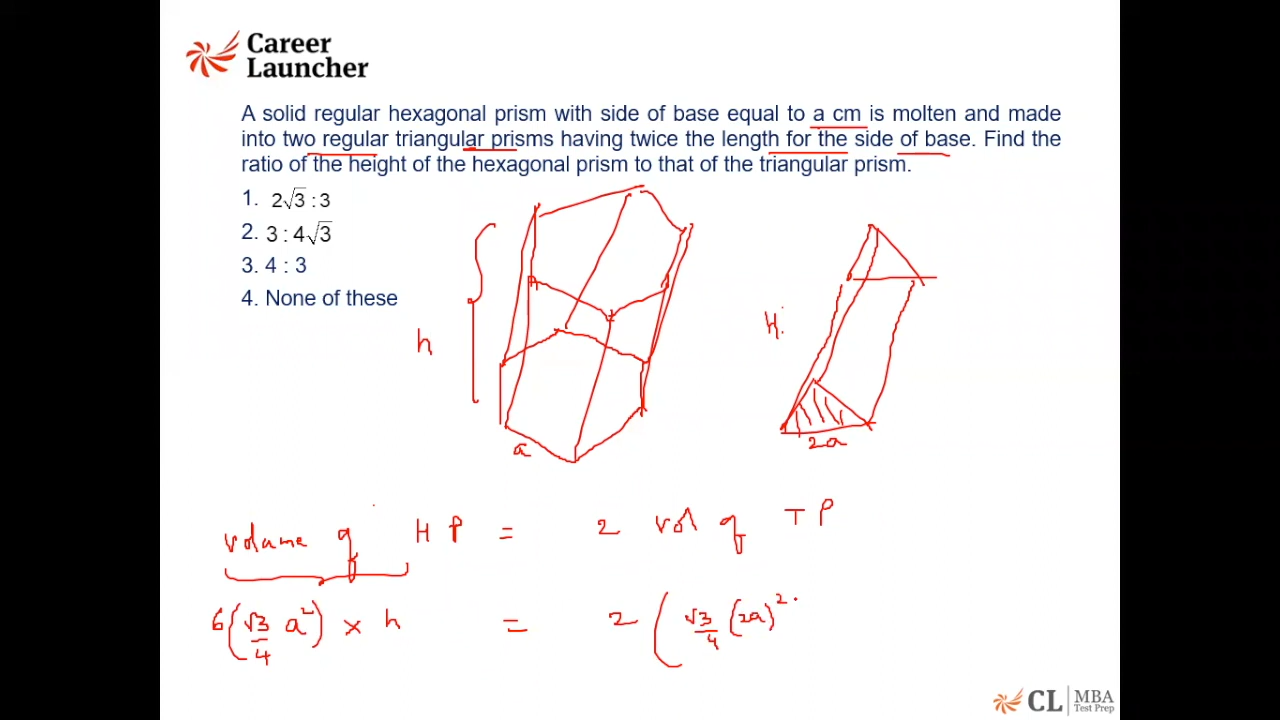 Career
Launcher
A solid regular hexagonal prism with side of base equal to a cm is molten and made
into two regular triangular prisms having twice the length for the side of base. Find the
ratio of the height of the hexagonal prism to that of the triangular prism.
1. 2√3 : 3
2. 3 : 4√3
3. 4 : 3
4. None of these
h
a
H
2a
volume of HP = 2 vol of TP
6(√3/4 a²) × h = 2 (√3/4 (2a)²
CL MBA
Test Prep